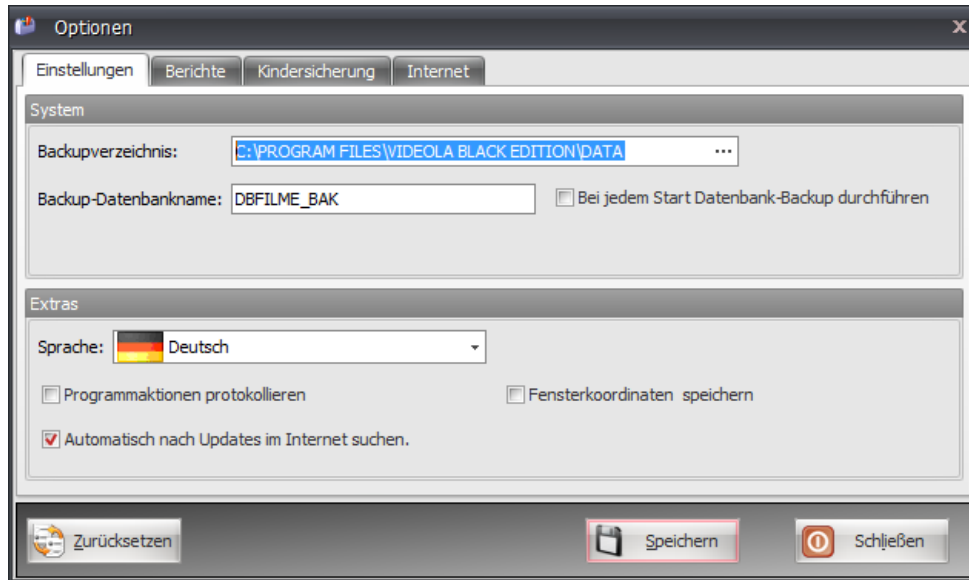 Optionen
Einstellungen Berichte Kindersicherung Internet
System
Backupverzeichnis: C:\PROGRAM FILES\VIDEOLA BLACK EDITION\DATA ...
Backup-Datenbankname: DBFILME_BAK Bei jedem Start Datenbank-Backup durchführen
Extras
Sprache: Deutsch
Programmaktionen protokollieren Fensterkoordinaten speichern
Automatisch nach Updates im Internet suchen.
Zurücksetzen Speichern Schließen